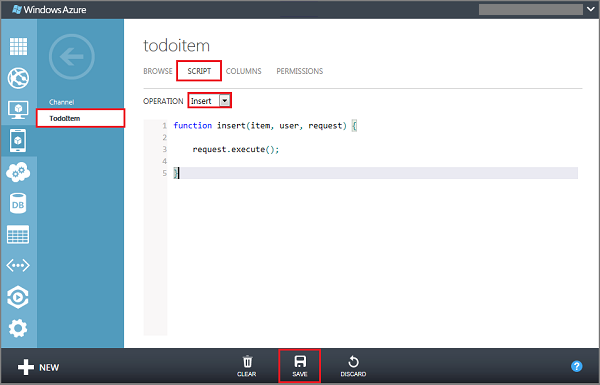 Windows Azure
todoitem
BROWSE SCRIPT COLUMNS PERMISSIONS
Channel
TodoItem
OPERATION Insert
1 function insert(item, user, request) {
2
3 request.execute();
4
5 }
DB
NEW CLEAR SAVE DISCARD ?